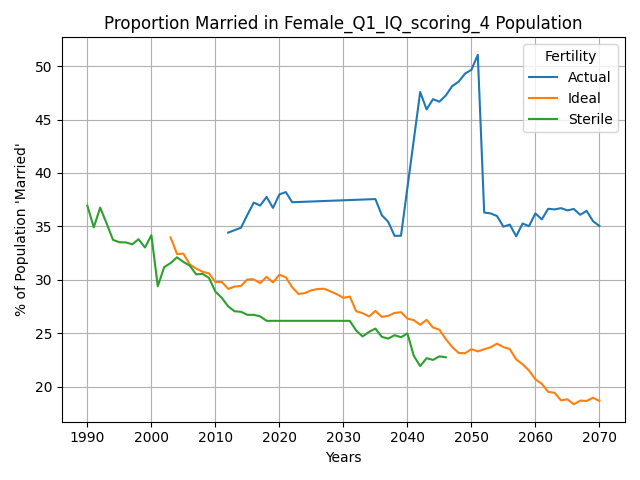 Proportion Married in Female_Q1_IQ_scoring_4 Population
% of Population 'Married'
50
45
40
35
30
25
20
Fertility
Actual
Ideal
Sterile
1990 2000 2010 2020 2030 2040 2050 2060 2070
Years